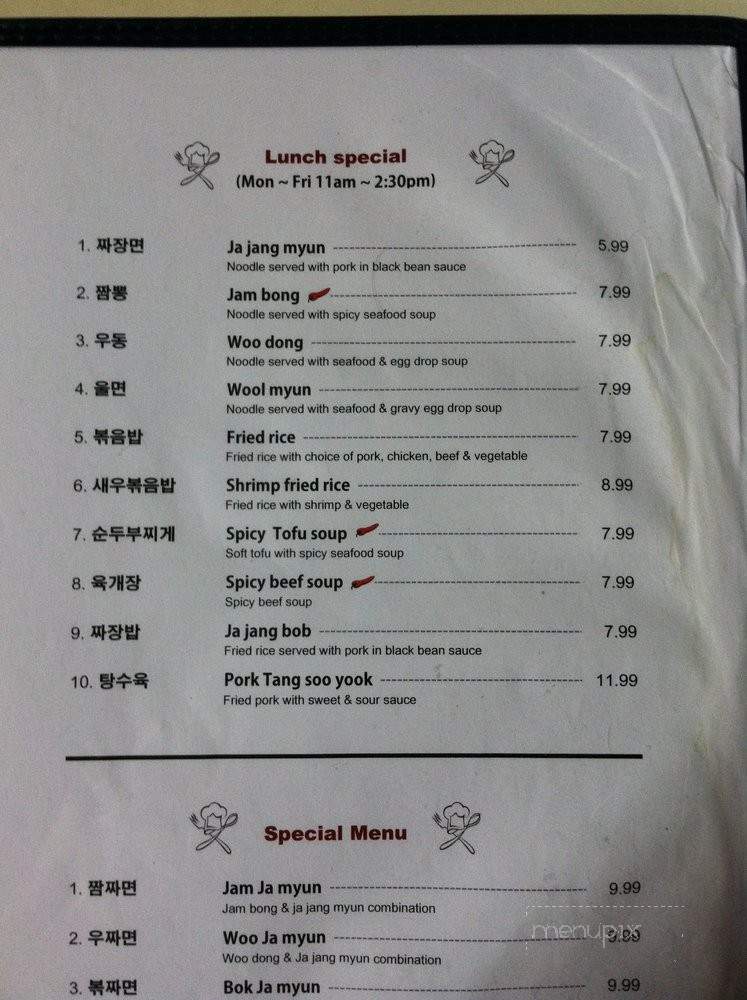 Lunch special
(Mon ~ Fri 11am ~ 2:30pm)
1. 짜장면 Ja jang myun 5.99
Noodle served with pork in black bean sauce
2. 짬뽕 Jam bong 7.99
Noodle served with spicy seafood soup
3. 우동 Woo dong 7.99
Noodle served with seafood & egg drop soup
4. 울면 Wool myun 7.99
Noodle served with seafood & gravy egg drop soup
5. 볶음밥 Fried rice 7.99
Fried rice with choice of pork, chicken, beef & vegetable
6. 새우볶음밥 Shrimp fried rice 8.99
Fried rice with shrimp & vegetable
7. 순두부찌게 Spicy Tofu soup 7.99
Soft tofu with spicy seafood soup
8. 육개장 Spicy beef soup 7.99
Spicy beef soup
9. 짜장밥 Ja jang bob 7.99
Fried rice served with pork in black bean sauce
10. 탕수육 Pork Tang soo yook 11.99
Fried pork with sweet & sour sauce
Special Menu
1. 짬짜면 Jam Ja myun 9.99
Jam bong & ja jang myun combination
2. 우짜면 Woo Ja myun 9.99
Woo dong & Ja jang myun combination
3. 볶짜면 Bok Ja myun 9.99
menupix